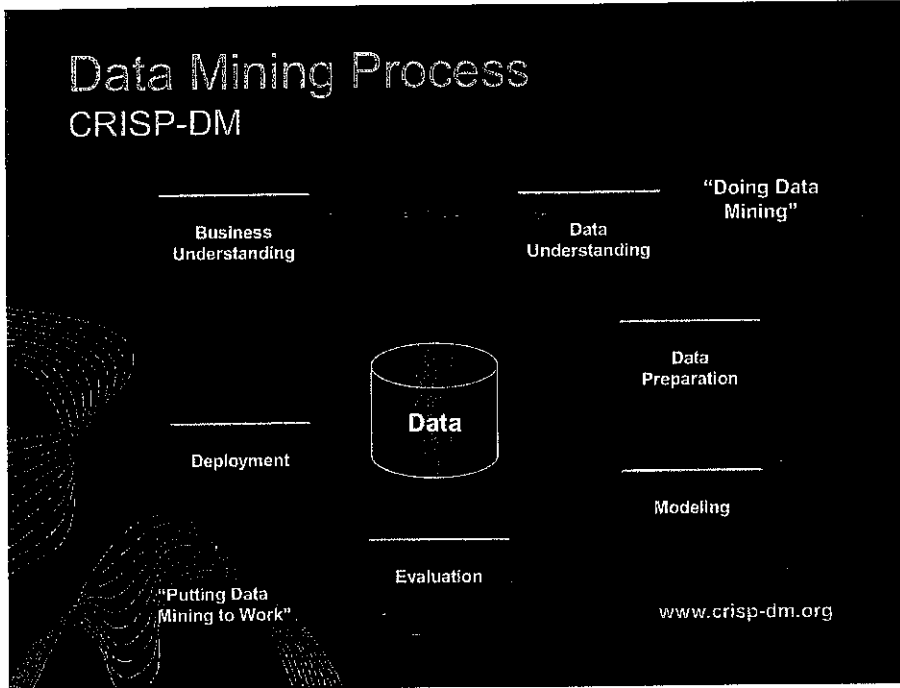 Data Mining Process
CRISP-DM
Business
Understanding
Data
Understanding
“Doing Data
Mining”
Data
Preparation
Data
Deployment
Modeling
Evaluation
“Putting Data
Mining to Work”
www.crisp-dm.org